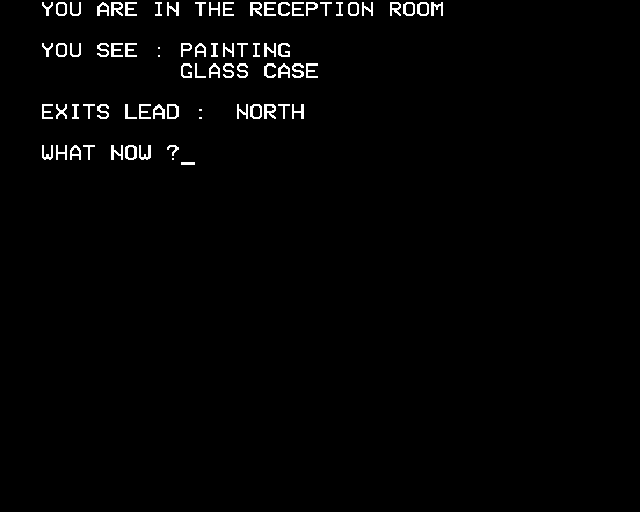 YOU ARE IN THE RECEPTION ROOM
YOU SEE : PAINTING
GLASS CASE
EXITS LEAD :  NORTH
WHAT NOW ?_